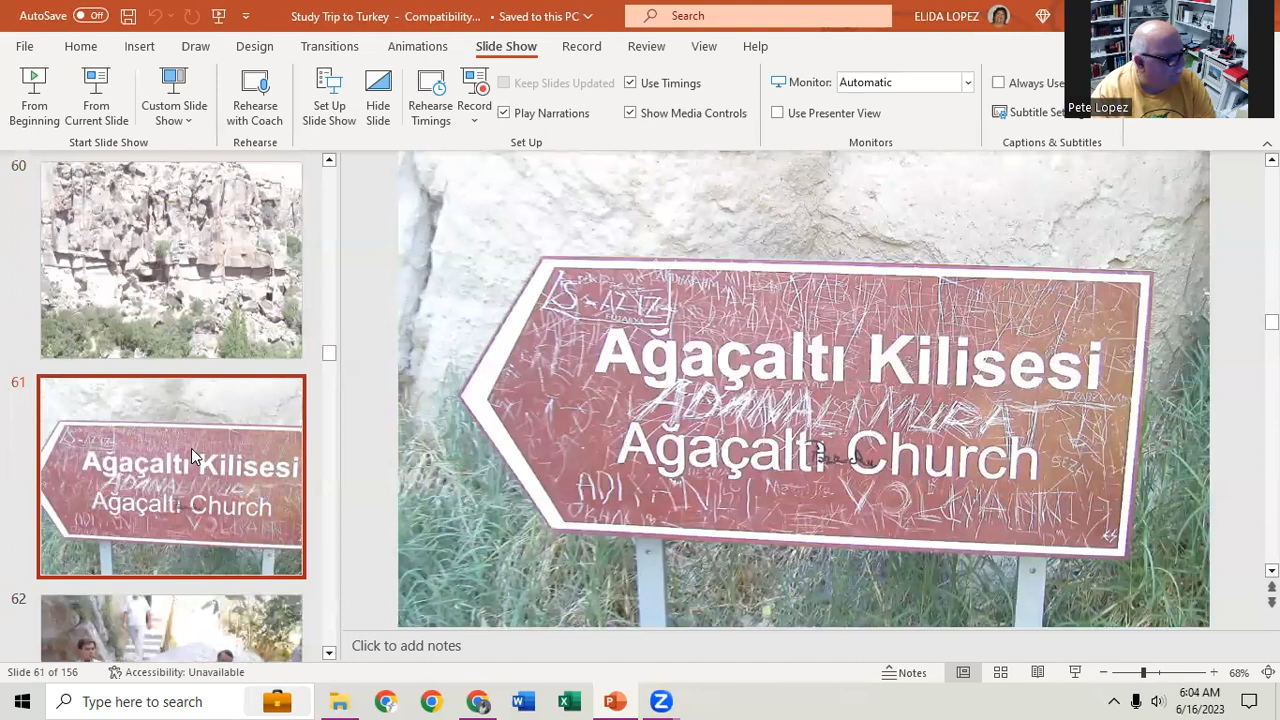 AutoSave Off Study Trip to Turkey - Compatibility... • Saved to this PC Search ELIDA LOPEZ
File Home Insert Draw Design Transitions Animations Slide Show Record Review View Help
From Beginning
From Current Slide
Custom Slide Show
Rehearse with Coach
Set Up Slide Show
Hide Slide
Rehearse Timings
Record
Keep Slides Updated
Use Timings
Play Narrations
Show Media Controls
Monitor: Automatic
Use Presenter View
Always Use
Subtitle Set
Pete Lopez
Start Slide Show Rehearse Set Up Monitors Captions & Subtitles
60
61
Ağaçaltı Kilisesi
Ağaçaltı Church
62
Ağaçaltı Kilisesi
ADANALI MURAT
Ağaçaltı Church
SEZA
Click to add notes
Slide 61 of 156 Accessibility: Unavailable Notes 68%
Type here to search
6:04 AM
6/16/2023